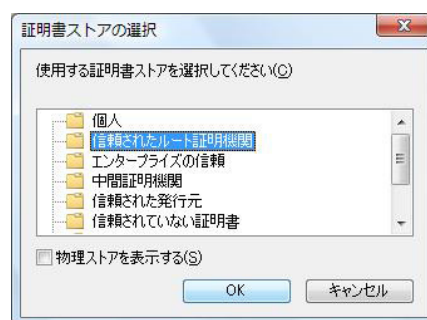 証明書ストアの選択
使用する証明書ストアを選択してください(C)
個人
信頼されたルート証明機関
エンタープライズの信頼
中間証明機関
信頼された発行元
信頼されていない証明書
物理ストアを表示する(S)
OK
キャンセル